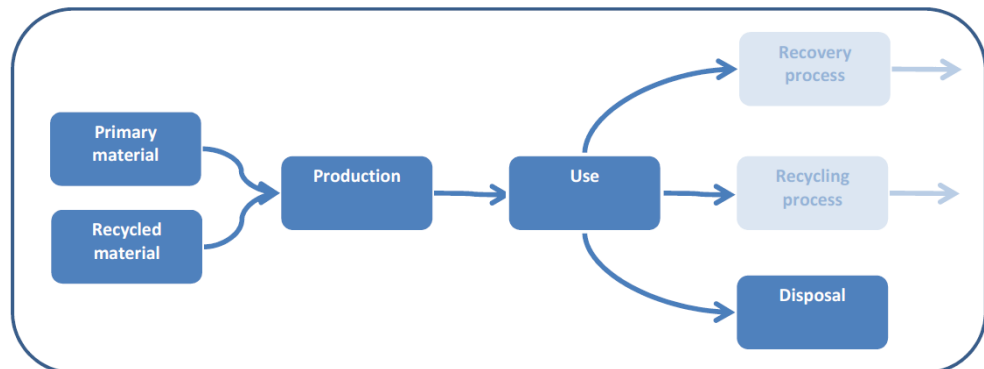 Primary
material
Recycled
material
Production
Use
Recovery
process
Recycling
process
Disposal